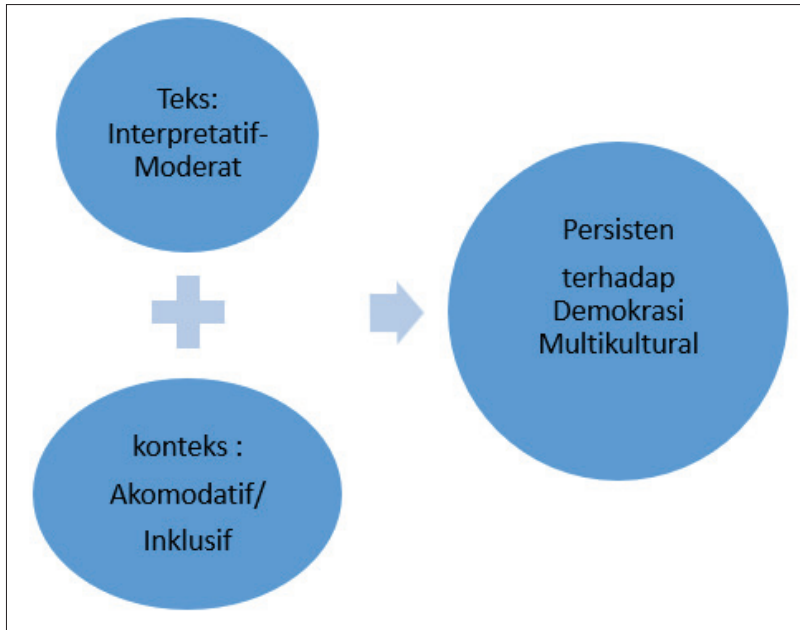 Teks:
Interpretatif-
Moderat
konteks :
Akomodatif/
Inklusif
Persisten
terhadap
Demokrasi
Multikultural